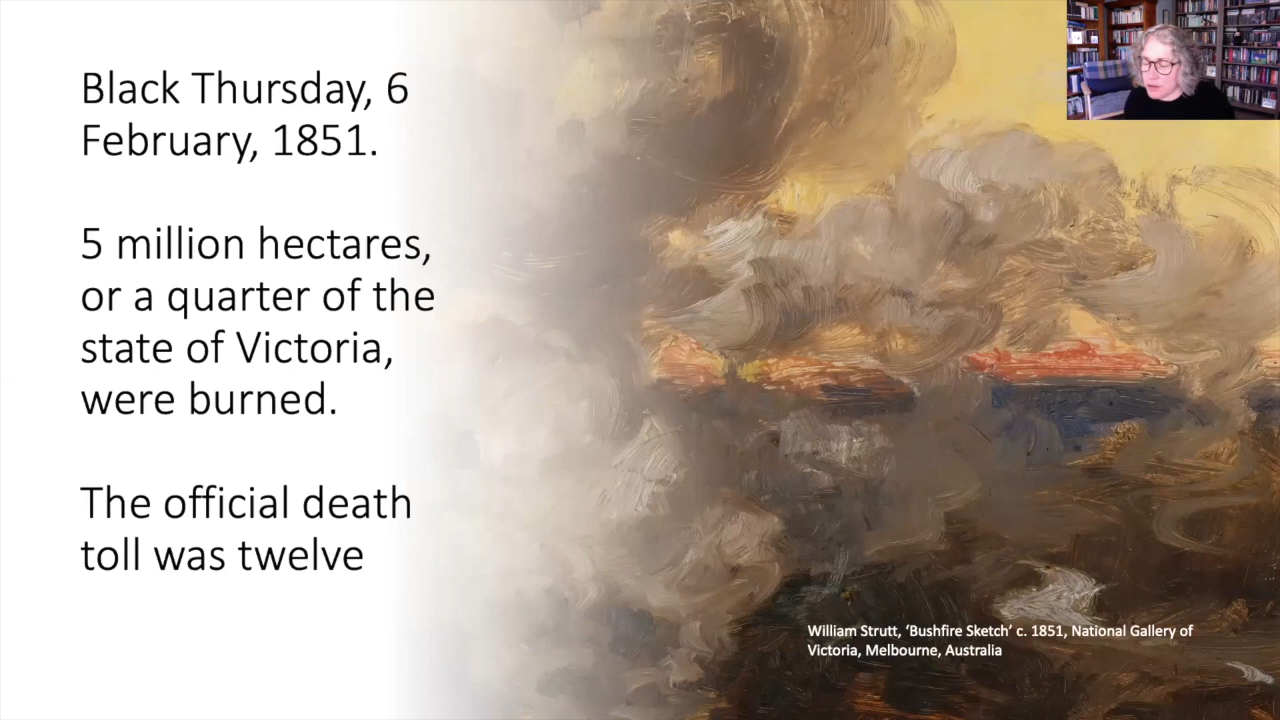 Black Thursday, 6
February, 1851.
5 million hectares,
or a quarter of the
state of Victoria,
were burned.
The official death
toll was twelve
William Strutt, ‘Bushfire Sketch’ c. 1851, National Gallery of
Victoria, Melbourne, Australia